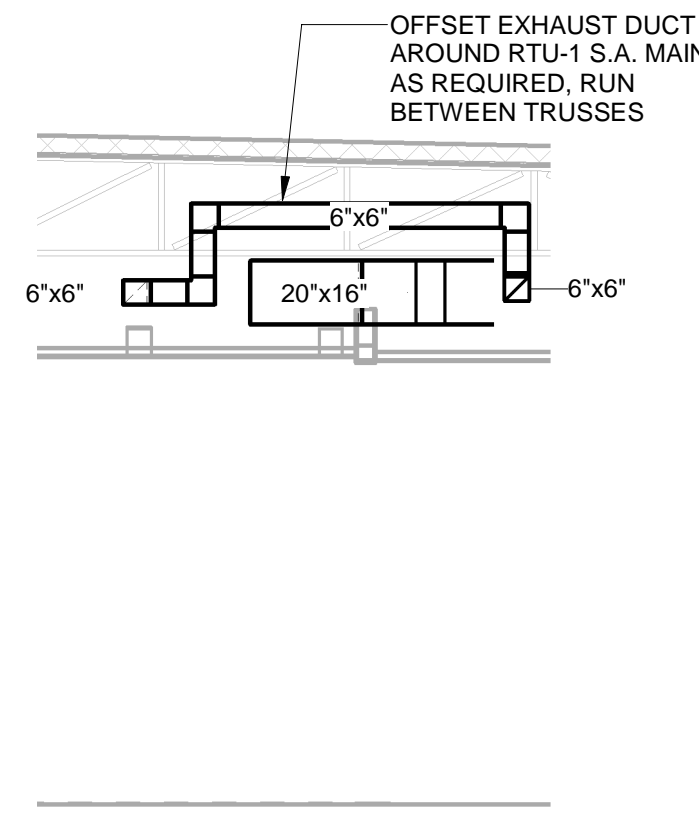 OFFSET EXHAUST DUCT
AROUND RTU-1 S.A. MAIN
AS REQUIRED, RUN
BETWEEN TRUSSES
6"x6"
6"x6"
20"x16"
6"x6"